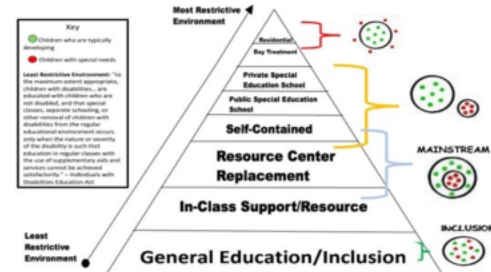 Most Restrictive
Environment
Key
Children who are typically
developing
Children with special needs
Least Restrictive Environment: "to
the maximum extent appropriate,
children with disabilities... are
educated with children who are
not disabled, and that special
classes, separate schooling, or
other removal of children with
disabilities from the regular
educational environment occurs
only when the nature or severity of
the disability is such that
education in regular classes with
the use of supplementary aids and
services cannot be achieved
satisfactorily." – Individuals with
Disabilities Education Act
Residential
Day Treatment
Private Special
Education School
Public Special Education
School
Self-Contained
Resource Center
Replacement
In-Class Support/Resource
General Education/Inclusion
Least
Restrictive
Environment
MAINSTREAM
INCLUSION